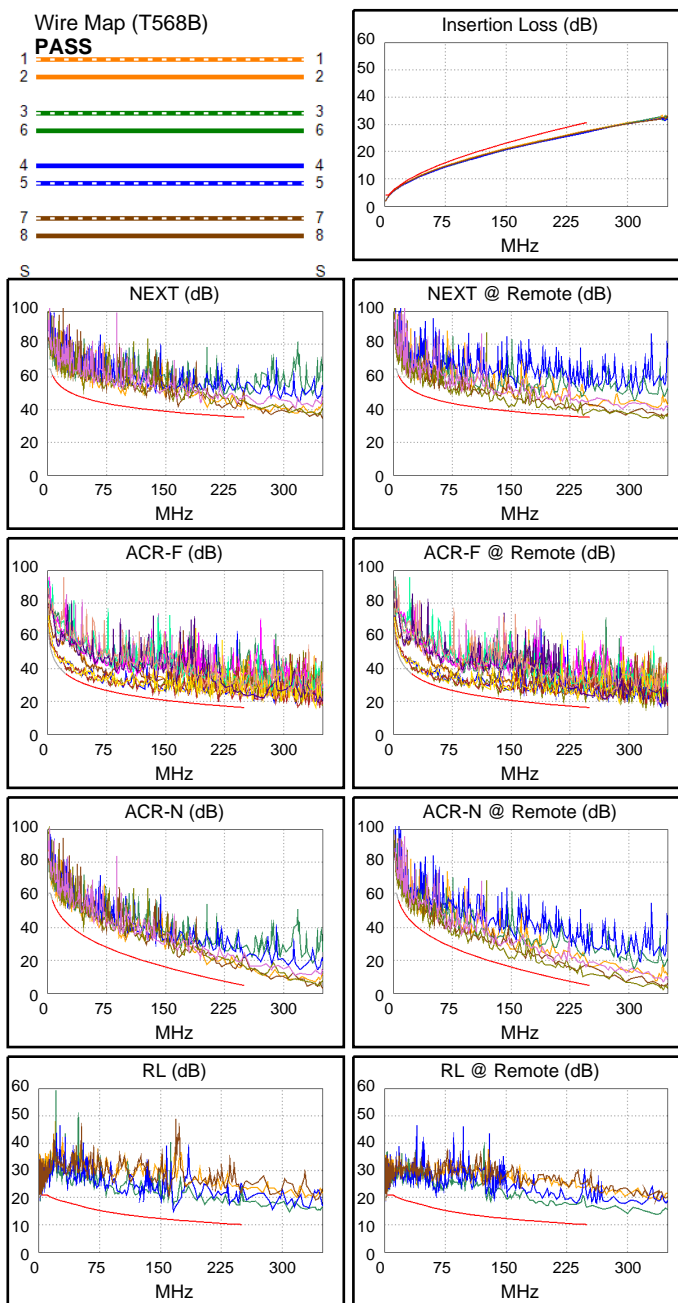 Wire Map (T568B)
PASS
1 1
2 2
3 3
6 6
4 4
5 5
7 7
8 8
S S
Insertion Loss (dB)
60
50
40
30
20
10
0
0 75 150 225 300
MHz
NEXT (dB)
100
80
60
40
20
0
0 75 150 225 300
MHz
NEXT @ Remote (dB)
100
80
60
40
20
0
0 75 150 225 300
MHz
ACR-F (dB)
100
80
60
40
20
0
0 75 150 225 300
MHz
ACR-F @ Remote (dB)
100
80
60
40
20
0
0 75 150 225 300
MHz
ACR-N (dB)
100
80
60
40
20
0
0 75 150 225 300
MHz
ACR-N @ Remote (dB)
100
80
60
40
20
0
0 75 150 225 300
MHz
RL (dB)
60
50
40
30
20
10
0
0 75 150 225 300
MHz
RL @ Remote (dB)
60
50
40
30
20
10
0
0 75 150 225 300
MHz